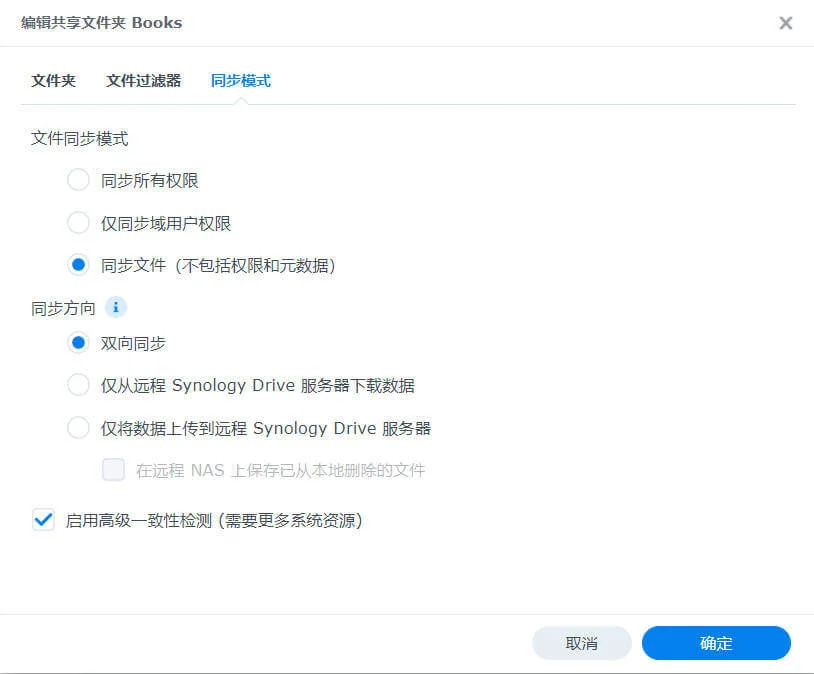 编辑共享文件夹 Books
文件夹 文件过滤器 同步模式
文件同步模式
同步所有权限
仅同步域用户权限
同步文件（不包括权限和元数据）
同步方向 i
双向同步
仅从远程 Synology Drive 服务器下载数据
仅将数据上传到远程 Synology Drive 服务器
在远程 NAS 上保存已从本地删除的文件
启用高级一致性检测 (需要更多系统资源)
取消 确定